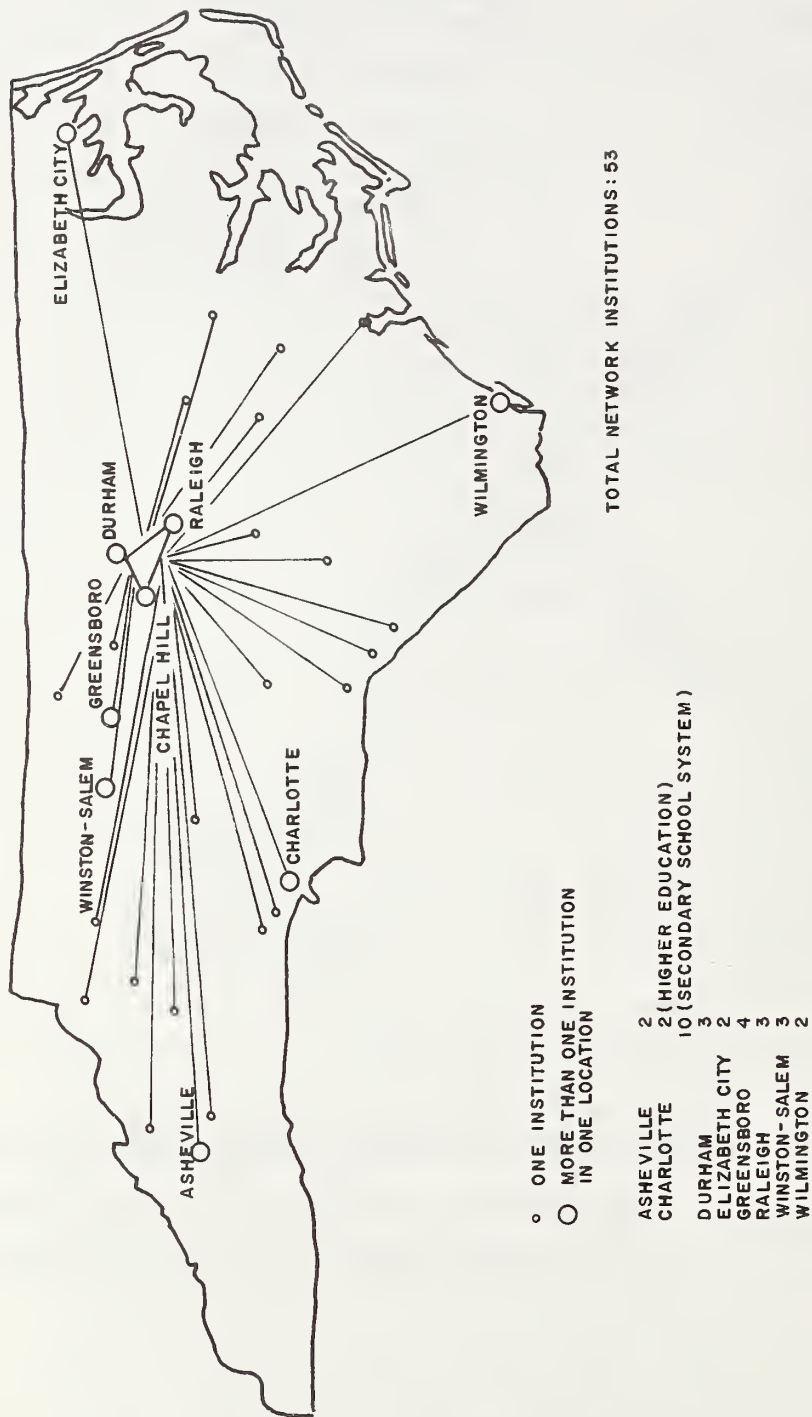 ELIZABETH CITY
DURHAM
RALEIGH
GREENSBORO
CHAPEL HILL
WINSTON-SALEM
WILMINGTON
CHARLOTTE
ASHEVILLE
TOTAL NETWORK INSTITUTIONS: 53
ONE INSTITUTION
MORE THAN ONE INSTITUTION
IN ONE LOCATION
ASHEVILLE 2
CHARLOTTE 2 (HIGHER EDUCATION)
10 (SECONDARY SCHOOL SYSTEM)
DURHAM 3
ELIZABETH CITY 2
GREENSBORO 4
RALEIGH 3
WINSTON-SALEM 3
WILMINGTON 2